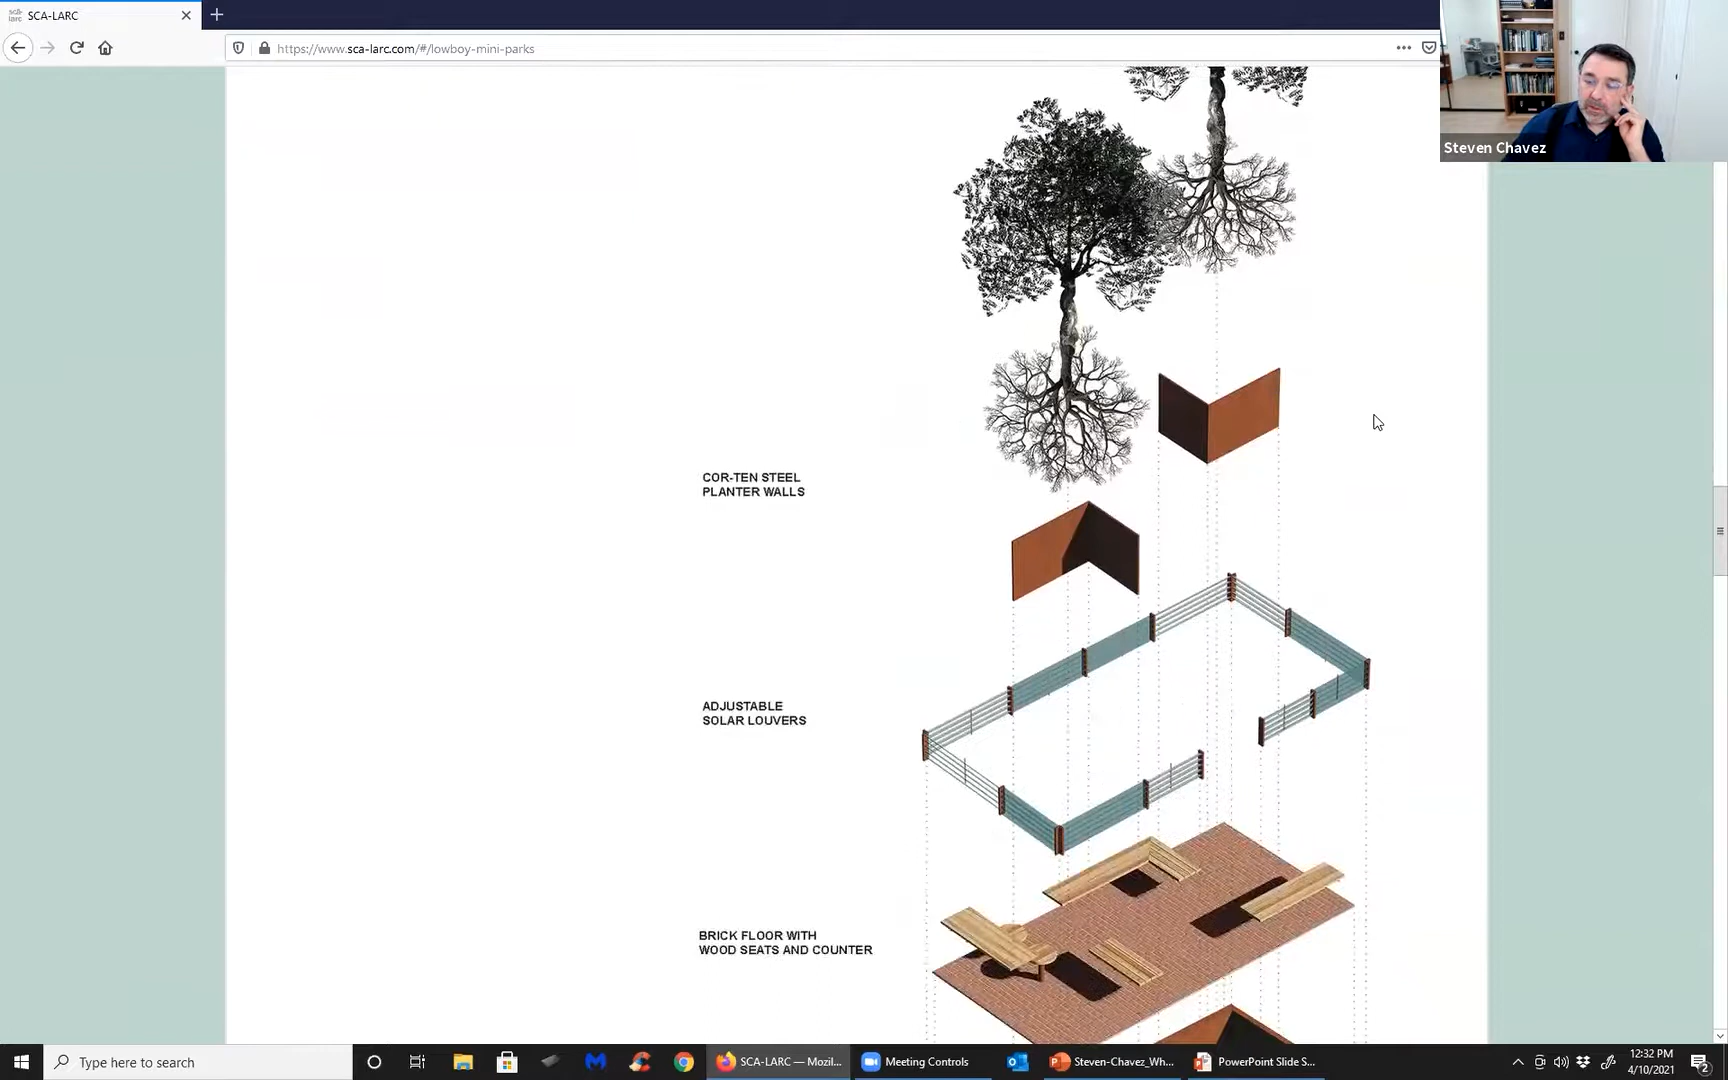 SCA-LARC
https://www.sca-larc.com/#/lowboy-mini-parks
Steven Chavez
COR-TEN STEEL
PLANTER WALLS
ADJUSTABLE
SOLAR LOUVERS
BRICK FLOOR WITH
WOOD SEATS AND COUNTER
Type here to search
SCA-LARC — Mozil...
Meeting Controls
Steven-Chavez_Wh...
PowerPoint Slide S...
12:32 PM
4/10/2021
2